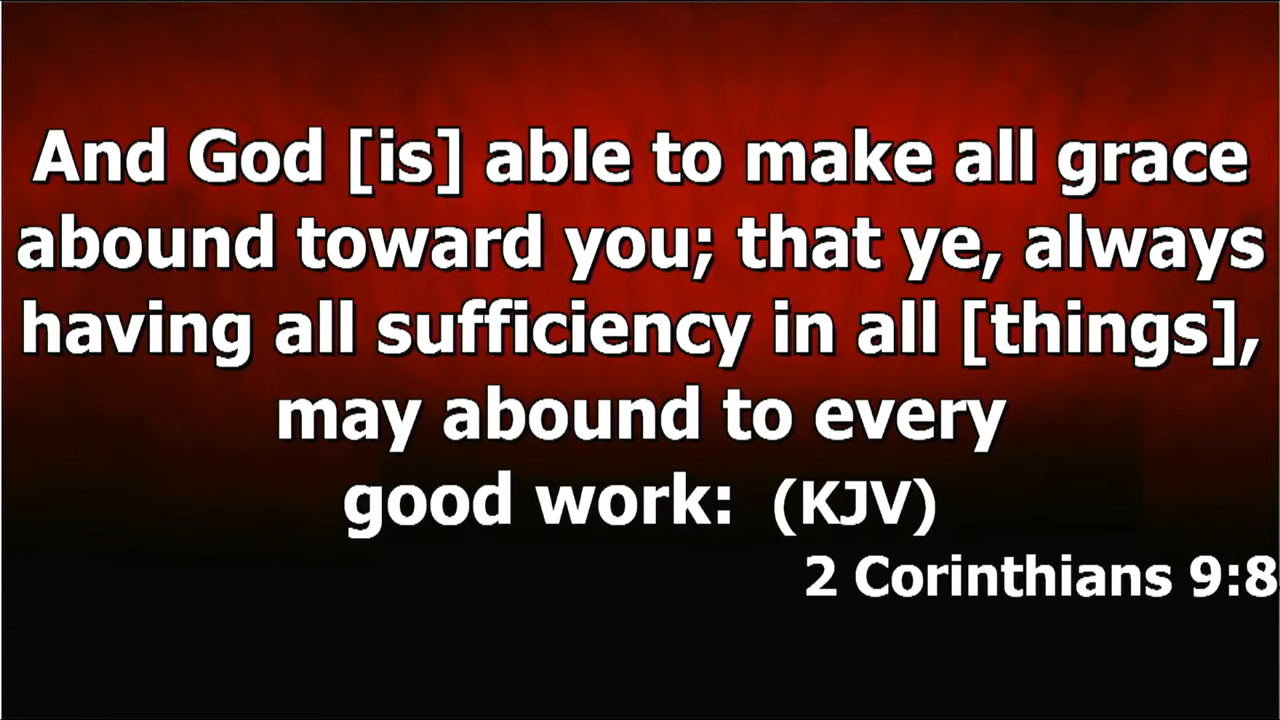 And God [is] able to make all grace
abound toward you; that ye, always
having all sufficiency in all [things],
may abound to every
good work: (KJV)
2 Corinthians 9:8